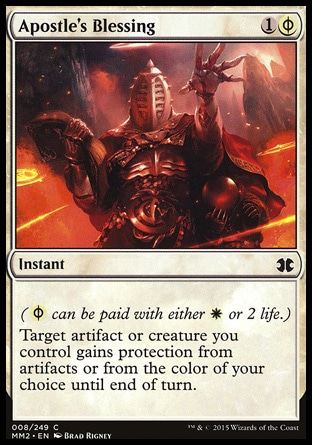 Apostle's Blessing 1
Instant
( can be paid with either or 2 life.)
Target artifact or creature you
control gains protection from
artifacts or from the color of your
choice until end of turn.
008/249 C
MM2 • EN Brad Rigney ™ & © 2015 Wizards of the Coast